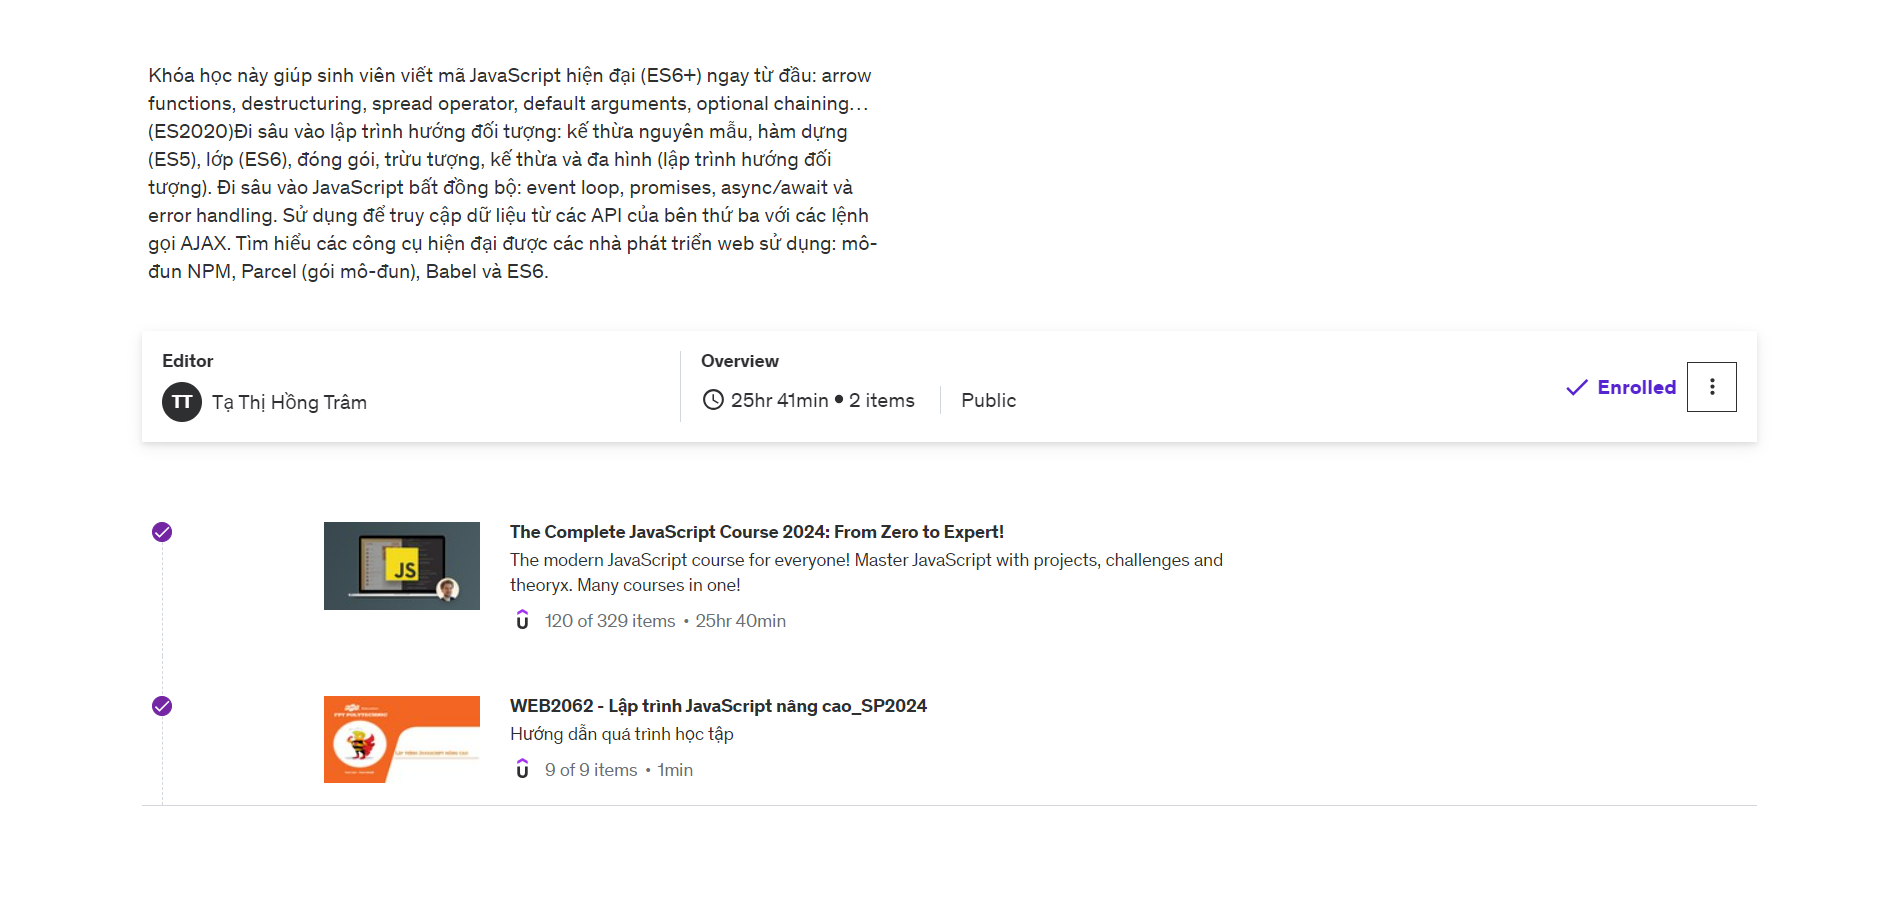 Khóa học này giúp sinh viên viết mã JavaScript hiện đại (ES6+) ngay từ đầu: arrow
functions, destructuring, spread operator, default arguments, optional chaining…
(ES2020)Đi sâu vào lập trình hướng đối tượng: kế thừa nguyên mẫu, hàm dựng
(ES5), lớp (ES6), đóng gói, trừu tượng, kế thừa và đa hình (lập trình hướng đối
tượng). Đi sâu vào JavaScript bất đồng bộ: event loop, promises, async/await và
error handling. Sử dụng để truy cập dữ liệu từ các API của bên thứ ba với các lệnh
gọi AJAX. Tìm hiểu các công cụ hiện đại được các nhà phát triển web sử dụng: mô-
đun NPM, Parcel (gói mô-đun), Babel và ES6.
Editor
TT Tạ Thị Hồng Trâm
Overview
25hr 41min • 2 items Public
Enrolled
JS
The Complete JavaScript Course 2024: From Zero to Expert!
The modern JavaScript course for everyone! Master JavaScript with projects, challenges and
theoryx. Many courses in one!
120 of 329 items • 25hr 40min
FPT POLYTECHNIC
LẬP TRÌNH JAVASCRIPT NÂNG CAO
WEB2062 - Lập trình JavaScript nâng cao_SP2024
Hướng dẫn quá trình học tập
9 of 9 items • 1min